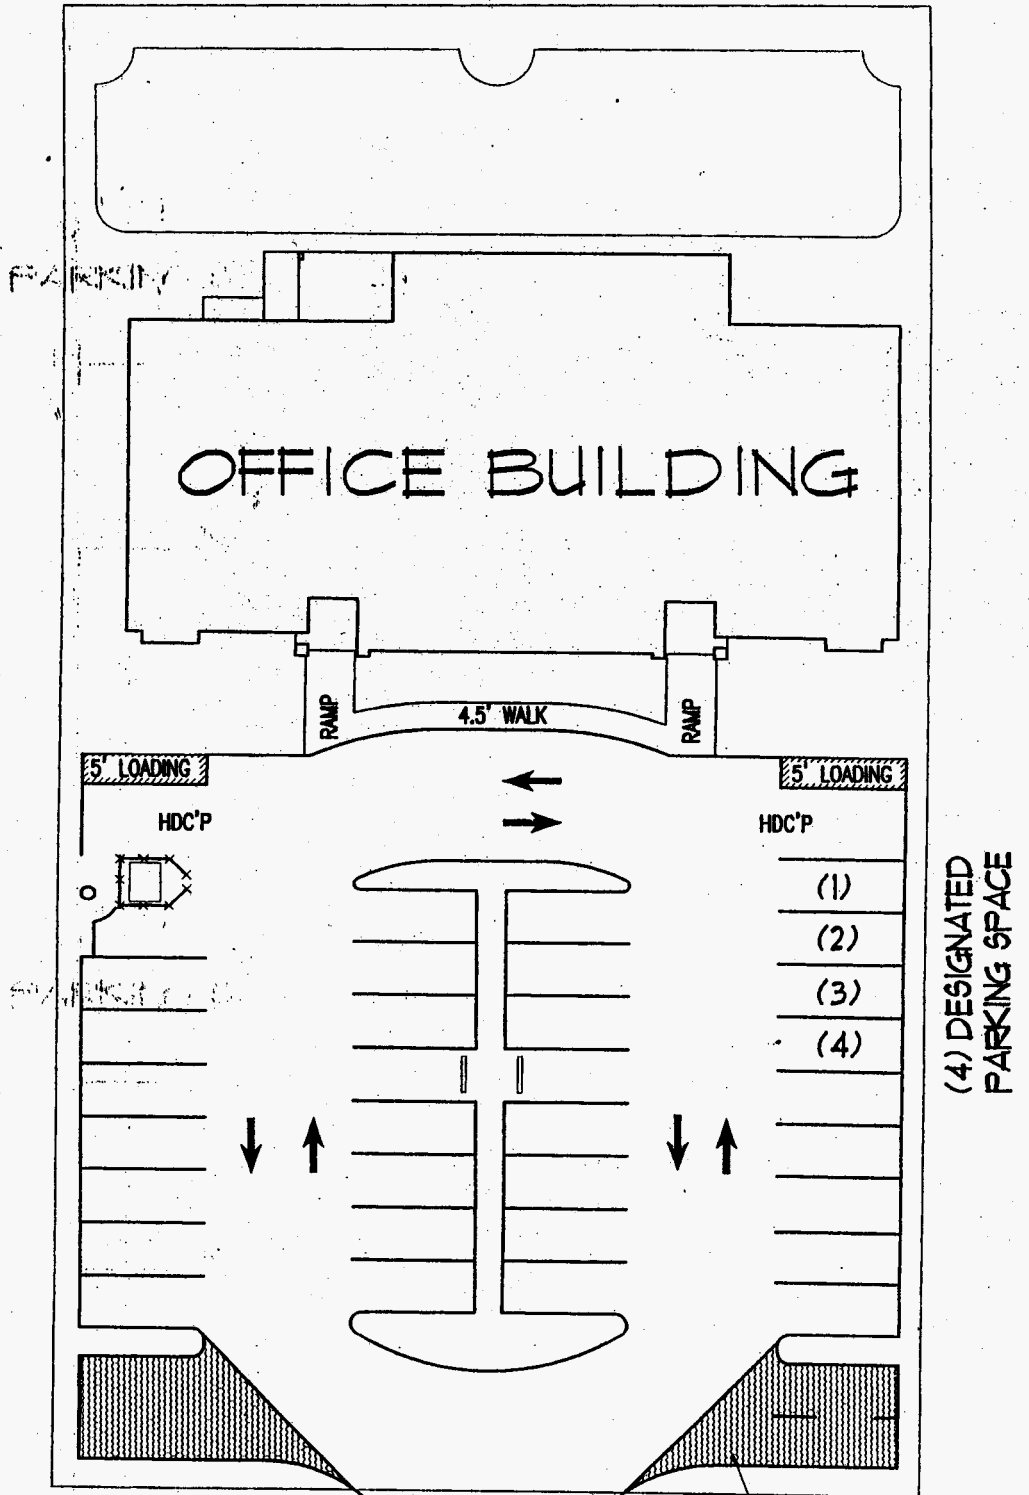 OFFICE BUILDING
RAMP
4.5' WALK
RAMP
5' LOADING
5' LOADING
HDC'P
HDC'P
(1)
(2)
(3)
(4)
(4) DESIGNATED
PARKING SPACE